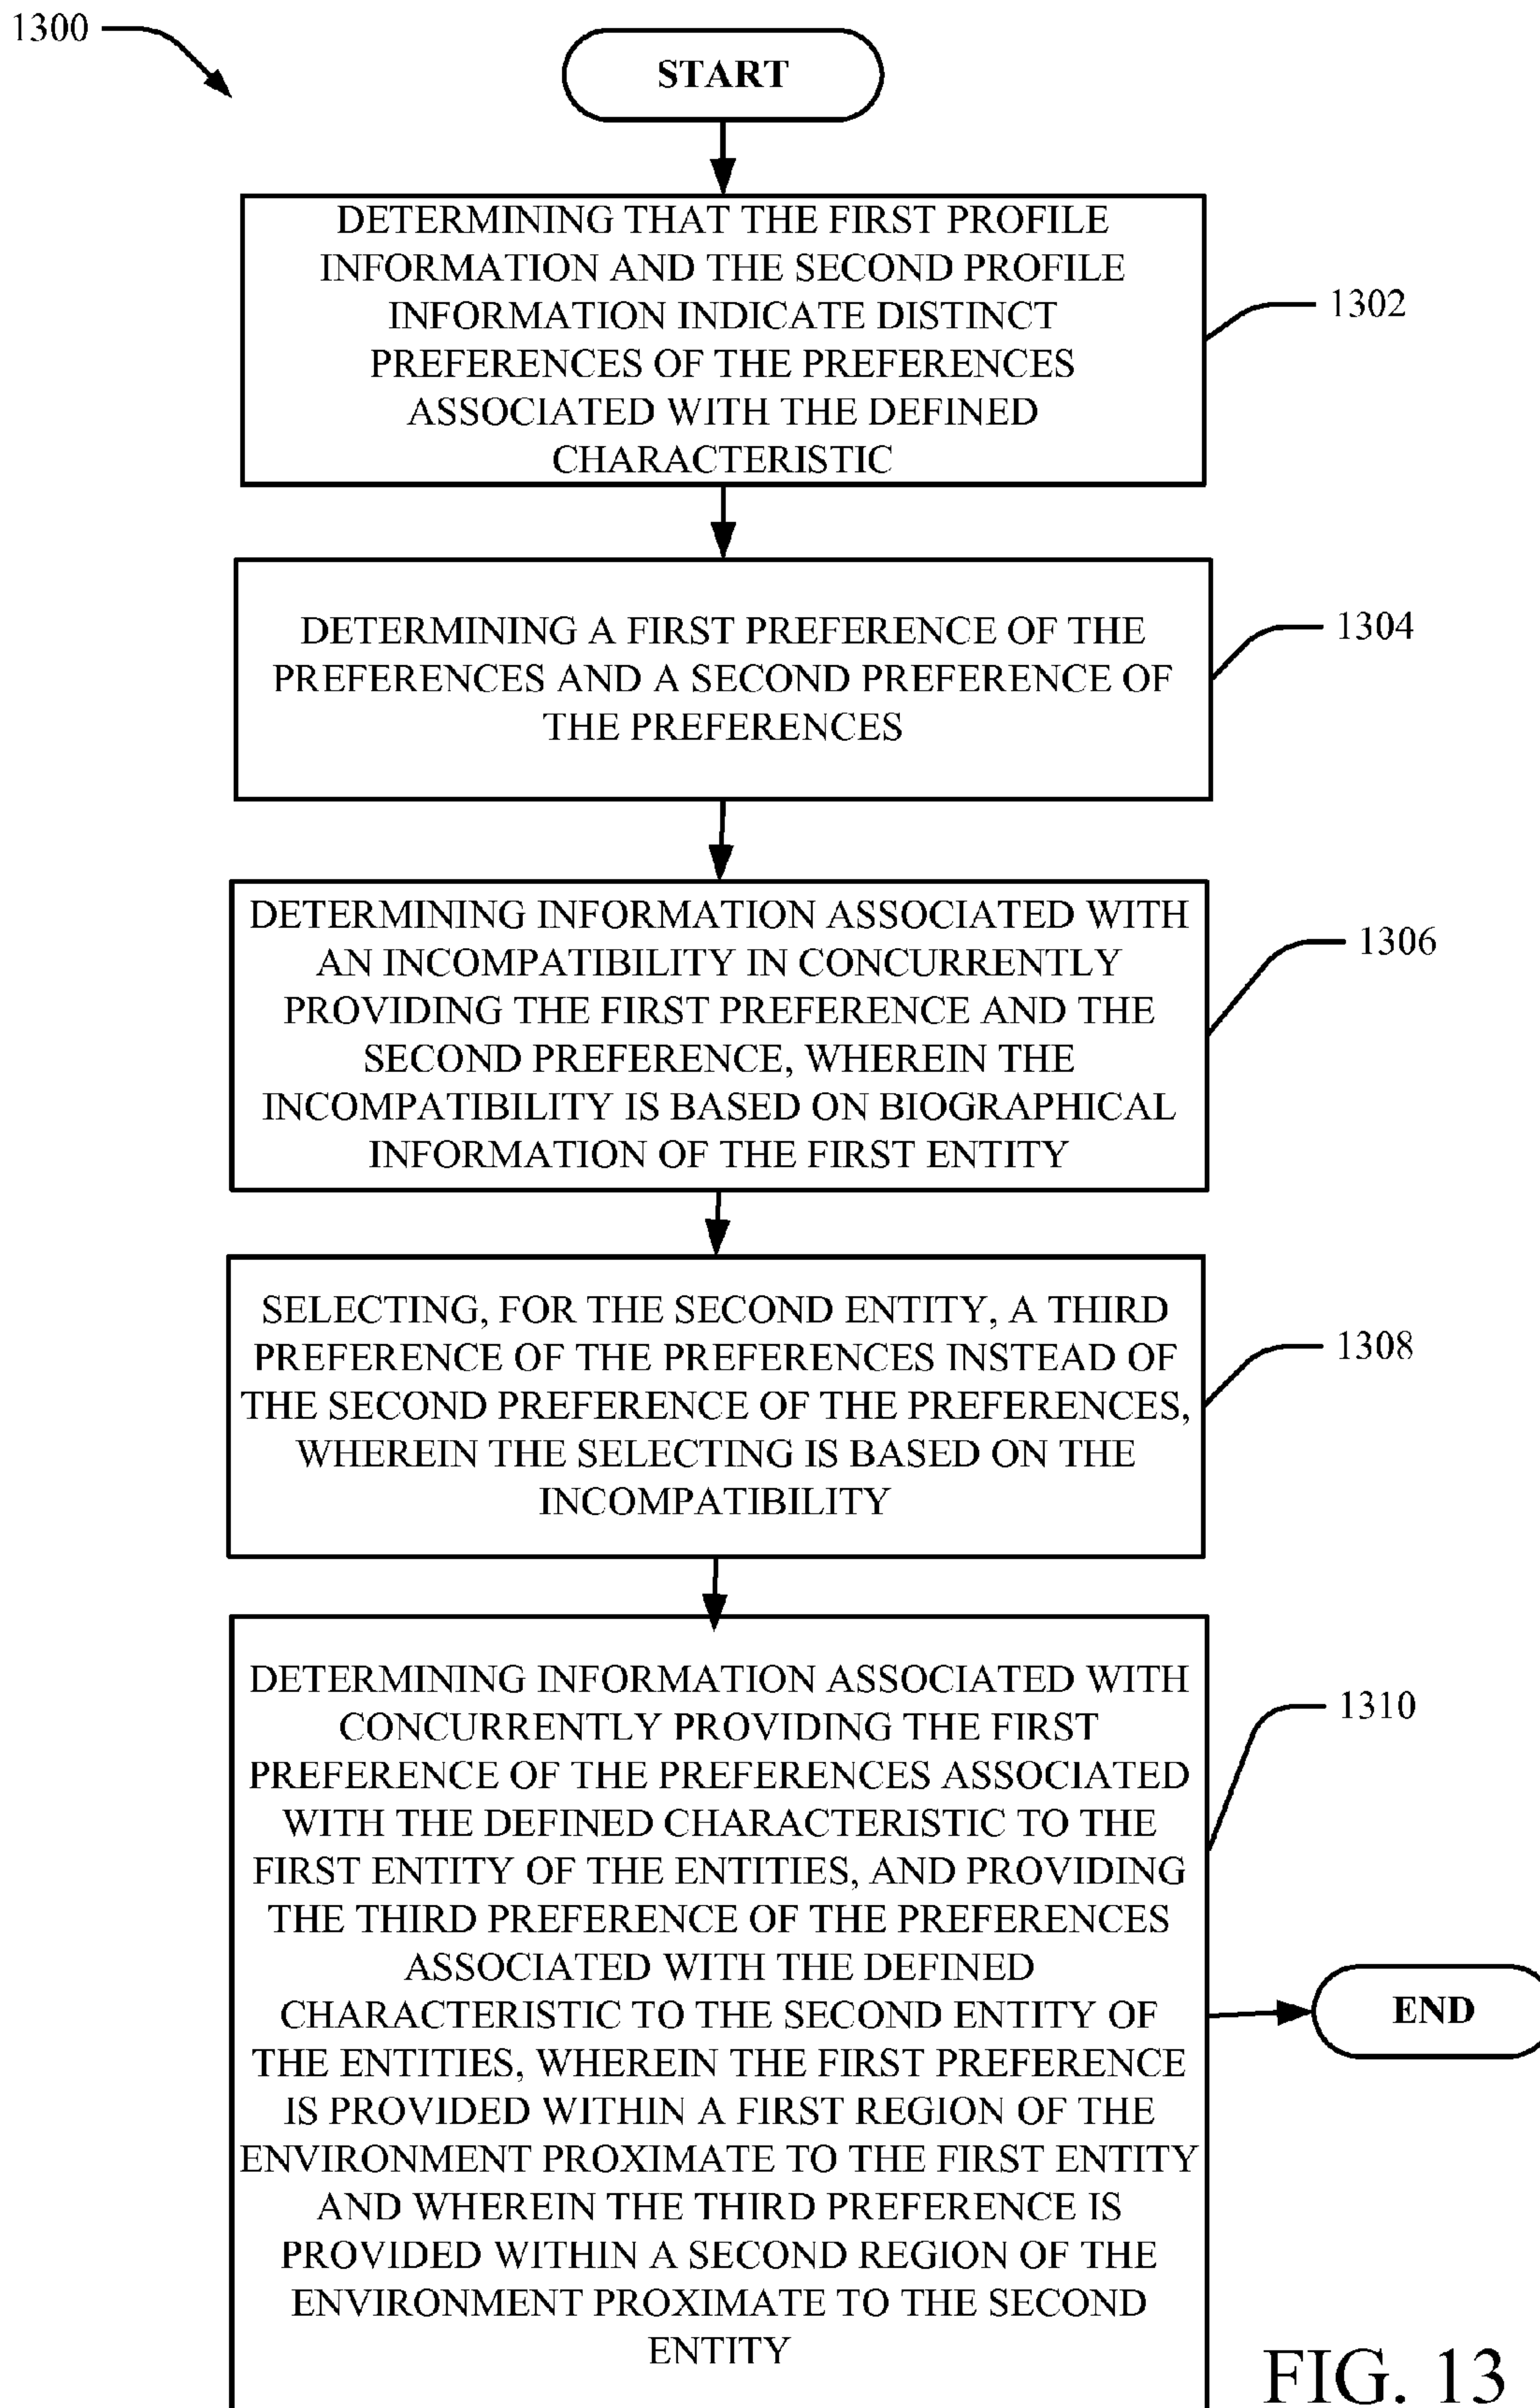 1300
START
DETERMINING THAT THE FIRST PROFILE
INFORMATION AND THE SECOND PROFILE
INFORMATION INDICATE DISTINCT
PREFERENCES OF THE PREFERENCES
ASSOCIATED WITH THE DEFINED
CHARACTERISTIC
1302
DETERMINING A FIRST PREFERENCE OF THE
PREFERENCES AND A SECOND PREFERENCE OF
THE PREFERENCES
1304
DETERMINING INFORMATION ASSOCIATED WITH
AN INCOMPATIBILITY IN CONCURRENTLY
PROVIDING THE FIRST PREFERENCE AND THE
SECOND PREFERENCE, WHEREIN THE
INCOMPATIBILITY IS BASED ON BIOGRAPHICAL
INFORMATION OF THE FIRST ENTITY
1306
SELECTING, FOR THE SECOND ENTITY, A THIRD
PREFERENCE OF THE PREFERENCES INSTEAD OF
THE SECOND PREFERENCE OF THE PREFERENCES,
WHEREIN THE SELECTING IS BASED ON THE
INCOMPATIBILITY
1308
DETERMINING INFORMATION ASSOCIATED WITH
CONCURRENTLY PROVIDING THE FIRST
PREFERENCE OF THE PREFERENCES ASSOCIATED
WITH THE DEFINED CHARACTERISTIC TO THE
FIRST ENTITY OF THE ENTITIES, AND PROVIDING
THE THIRD PREFERENCE OF THE PREFERENCES
ASSOCIATED WITH THE DEFINED
CHARACTERISTIC TO THE SECOND ENTITY OF
THE ENTITIES, WHEREIN THE FIRST PREFERENCE
IS PROVIDED WITHIN A FIRST REGION OF THE
ENVIRONMENT PROXIMATE TO THE FIRST ENTITY
AND WHEREIN THE THIRD PREFERENCE IS
PROVIDED WITHIN A SECOND REGION OF THE
ENVIRONMENT PROXIMATE TO THE SECOND
ENTITY
1310
END
FIG. 13